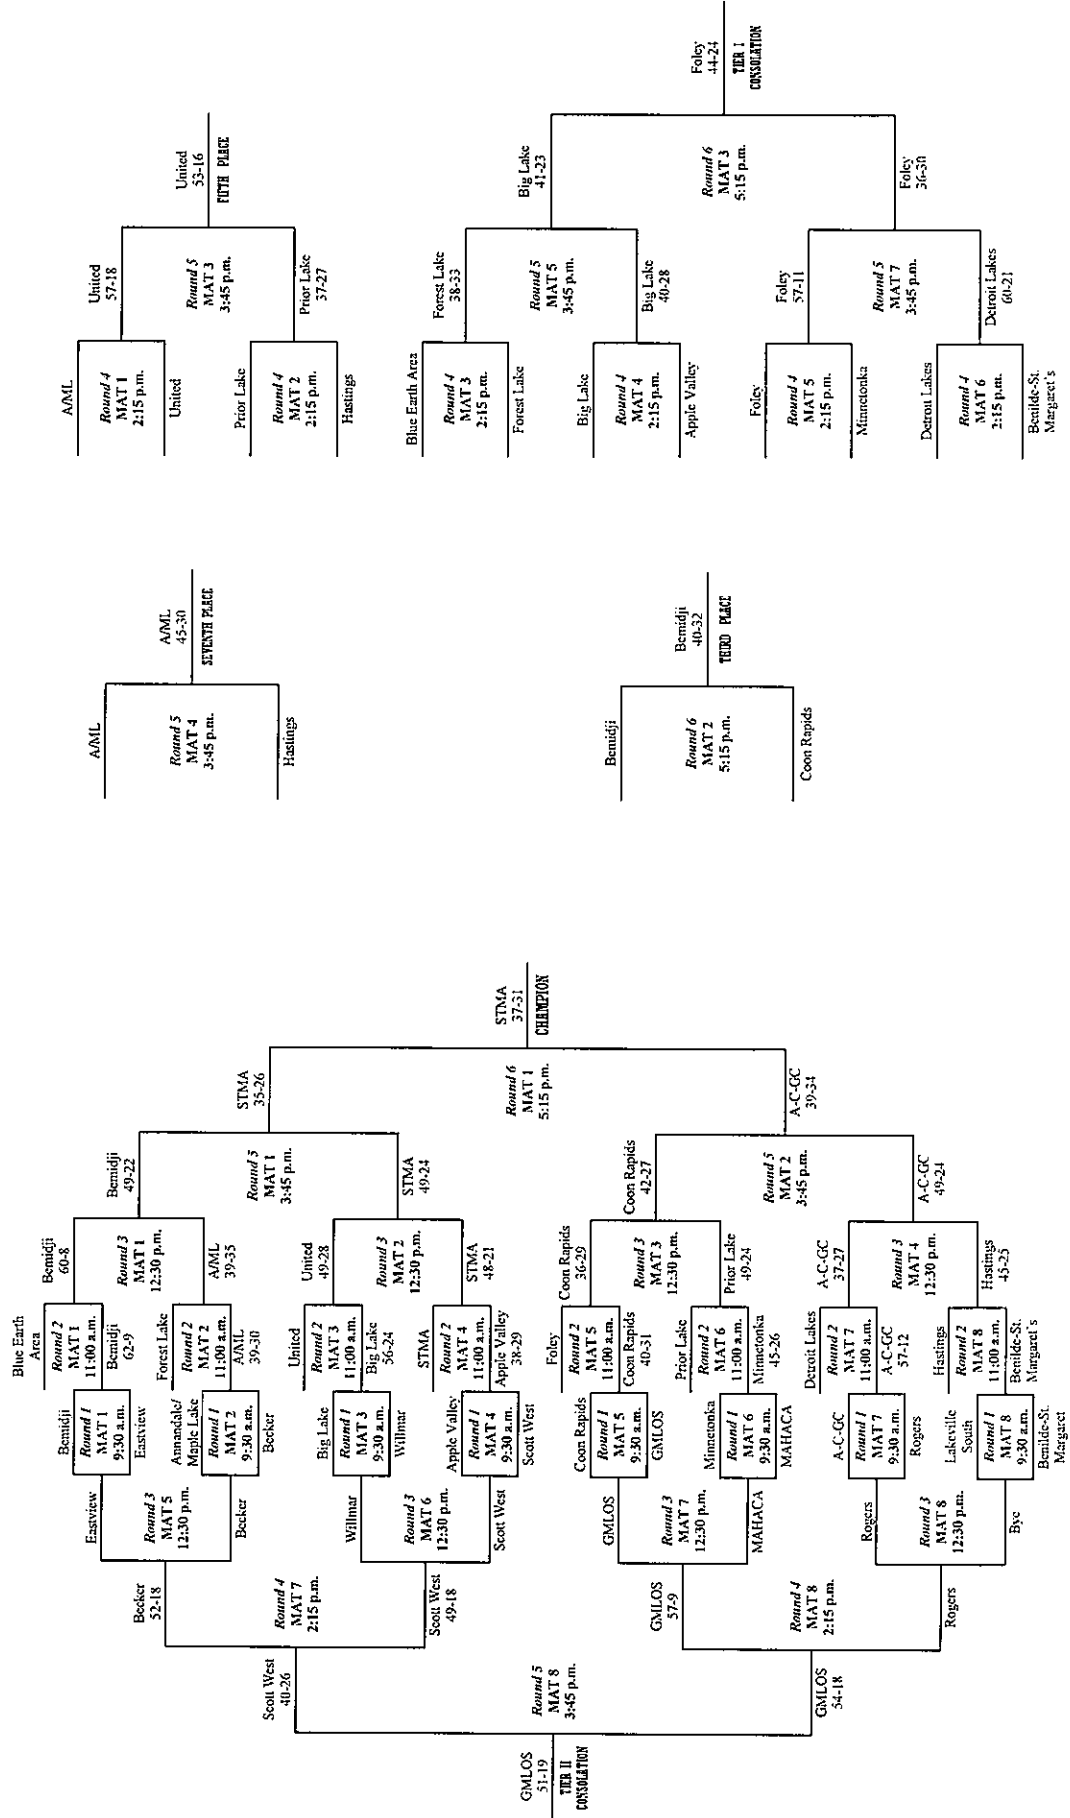 GMLOS
51-19
TIER II
CONSOLATION
Scott West
40-26
Round 5
MAT 8
3:45 p.m.
GMLOS
54-18
Becker
52-18
Round 4
MAT 7
2:15 p.m.
Scott West
49-18
GMLOS
57-9
Round 4
MAT 8
2:15 p.m.
Rogers
Eastview
Round 3
MAT 5
12:30 p.m.
Becker
Willmar
Round 3
MAT 6
12:30 p.m.
Scott West
GMLOS
Round 3
MAT 7
12:30 p.m.
MAHACA
Rogers
Round 3
MAT 8
12:30 p.m.
Bye
Bemidji
Round 1
MAT 1
9:30 a.m.
Eastview
Annandale/
Maple Lake
Round 1
MAT 2
9:30 a.m.
Becker
Big Lake
Round 1
MAT 3
9:30 a.m.
Willmar
Apple Valley
Round 1
MAT 4
9:30 a.m.
Scott West
Coon Rapids
Round 1
MAT 5
9:30 a.m.
GMLOS
Minnetonka
Round 1
MAT 6
9:30 a.m.
MAHACA
A-C-GC
Round 1
MAT 7
9:30 a.m.
Rogers
Lakeville
South
Round 1
MAT 8
9:30 a.m.
Benilde-St.
Margaret
Blue Earth
Area
Round 2
MAT 1
11:00 a.m.
Bemidji
62-9
Forest Lake
Round 2
MAT 2
11:00 a.m.
A/ML
39-30
United
Round 2
MAT 3
11:00 a.m.
Big Lake
56-24
STMA
Round 2
MAT 4
11:00 a.m.
Apple Valley
38-29
Foley
Round 2
MAT 5
11:00 a.m.
Coon Rapids
40-31
Prior Lake
Round 2
MAT 6
11:00 a.m.
Minnetonka
45-26
Detroit Lakes
Round 2
MAT 7
11:00 a.m.
A-C-GC
57-12
Hastings
Round 2
MAT 8
11:00 a.m.
Benilde-St.
Margaret's
Bemidji
60-8
Round 3
MAT 1
12:30 p.m.
A/ML
39-35
United
49-28
Round 3
MAT 2
12:30 p.m.
STMA
48-21
Coon Rapids
36-29
Round 3
MAT 3
12:30 p.m.
Prior Lake
49-24
A-C-GC
37-27
Round 3
MAT 4
12:30 p.m.
Hastings
45-25
Bemidji
49-22
Round 5
MAT 1
3:45 p.m.
STMA
49-24
Coon Rapids
42-27
Round 5
MAT 2
3:45 p.m.
A-C-GC
49-24
STMA
35-26
Round 6
MAT 1
5:15 p.m.
A-C-GC
39-34
STMA
37-31
CHAMPION
A/ML
Round 5
MAT 4
3:45 p.m.
Hastings
A/ML
45-30
SEVENTH PLACE
Bemidji
Round 6
MAT 2
5:15 p.m.
Coon Rapids
Bemidji
40-32
THIRD PLACE
A/ML
Round 4
MAT 1
2:15 p.m.
United
Prior Lake
Round 4
MAT 2
2:15 p.m.
Hastings
United
57-18
Round 5
MAT 3
3:45 p.m.
Prior Lake
37-27
United
53-16
FIFTH PLACE
Blue Earth Area
Round 4
MAT 3
2:15 p.m.
Forest Lake
Big Lake
Round 4
MAT 4
2:15 p.m.
Apple Valley
Foley
Round 4
MAT 5
2:15 p.m.
Minnetonka
Detroit Lakes
Round 4
MAT 6
2:15 p.m.
Benilde-St.
Margaret's
Forest Lake
38-33
Round 5
MAT 5
3:45 p.m.
Big Lake
40-28
Foley
57-11
Round 5
MAT 7
3:45 p.m.
Detroit Lakes
60-21
Big Lake
41-23
Round 6
MAT 3
5:15 p.m.
Foley
36-30
Foley
44-24
TIER I
CONSOLATION